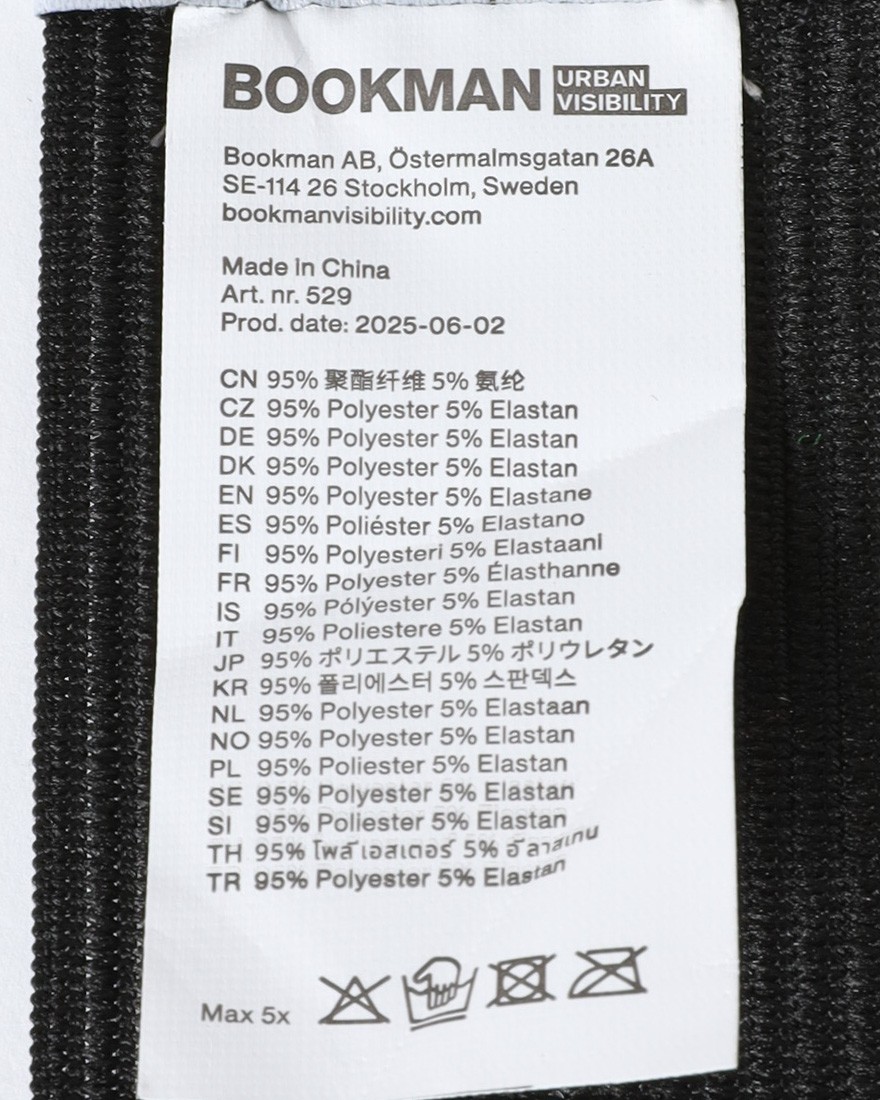 BOOKMAN URBAN VISIBILITY
Bookman AB, Östermalmsgatan 26A
SE-114 26 Stockholm, Sweden
bookmanvisibility.com
Made in China
Art. nr. 529
Prod. date: 2025-06-02
CN 95% 聚酯纤维 5% 氨纶
CZ 95% Polyester 5% Elastan
DE 95% Polyester 5% Elastan
DK 95% Polyester 5% Elastan
EN 95% Polyester 5% Elastane
ES 95% Poliéster 5% Elastano
FI 95% Polyesteri 5% Elastaani
FR 95% Polyester 5% Élasthanne
IS 95% Pólýester 5% Elastan
IT 95% Poliestere 5% Elastan
JP 95% ポリエステル 5% ポリウレタン
KR 95% 폴리에스터 5% 스판덱스
NL 95% Polyester 5% Elastaan
NO 95% Polyester 5% Elastan
PL 95% Poliester 5% Elastan
SE 95% Polyester 5% Elastan
SI 95% Poliester 5% Elastan
TH 95% โพลีเอสเตอร์ 5% อีลาสเทน
TR 95% Polyester 5% Elastan
Max 5x